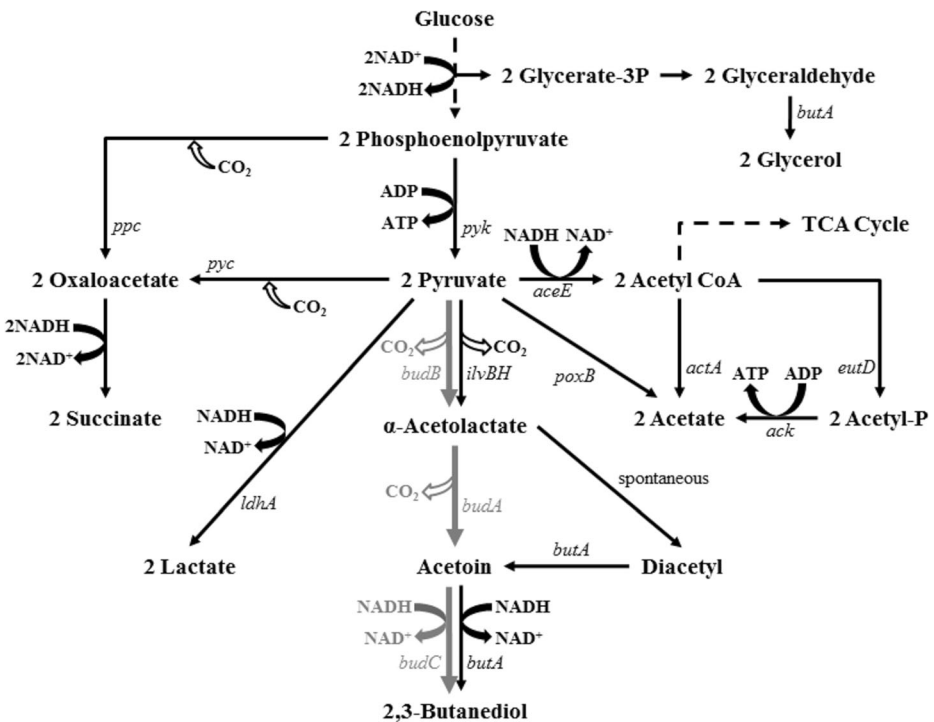 Glucose
2NAD⁺
2NADH
2 Glycerate-3P
2 Glyceraldehyde
butA
2 Glycerol
2 Phosphoenolpyruvate
CO₂
ADP
ATP
ppc
pyk
NADH NAD⁺
TCA Cycle
2 Oxaloacetate
pyc
CO₂
2 Pyruvate
aceE
2 Acetyl CoA
2NADH
2NAD⁺
CO₂
CO₂
budB
ilvBH
poxB
actA
ATP
ADP
eutD
2 Succinate
NADH
NAD⁺
α-Acetolactate
2 Acetate
ack
2 Acetyl-P
ldhA
CO₂
budA
spontaneous
2 Lactate
Acetoin
butA
Diacetyl
NADH
NAD⁺
NADH
NAD⁺
budC
butA
2,3-Butanediol